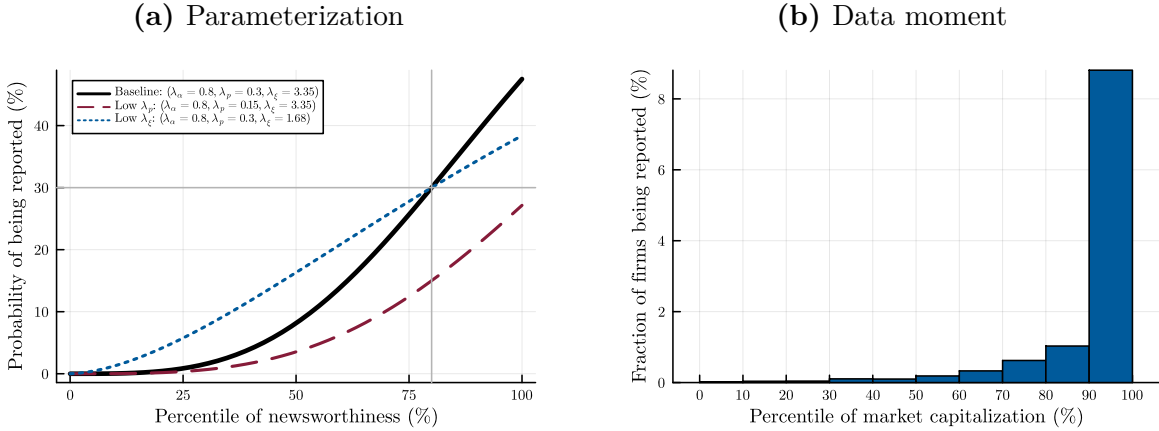 (a) Parameterization
Probability of being reported (%)
40
30
20
10
0
Baseline: (λα = 0.8, λp = 0.3, λξ = 3.35)
Low λp: (λα = 0.8, λp = 0.15, λξ = 3.35)
Low λξ: (λα = 0.8, λp = 0.3, λξ = 1.68)
0 25 50 75 100
Percentile of newsworthiness (%)
(b) Data moment
Fraction of firms being reported (%)
8
6
4
2
0
0 10 20 30 40 50 60 70 80 90 100
Percentile of market capitalization (%)